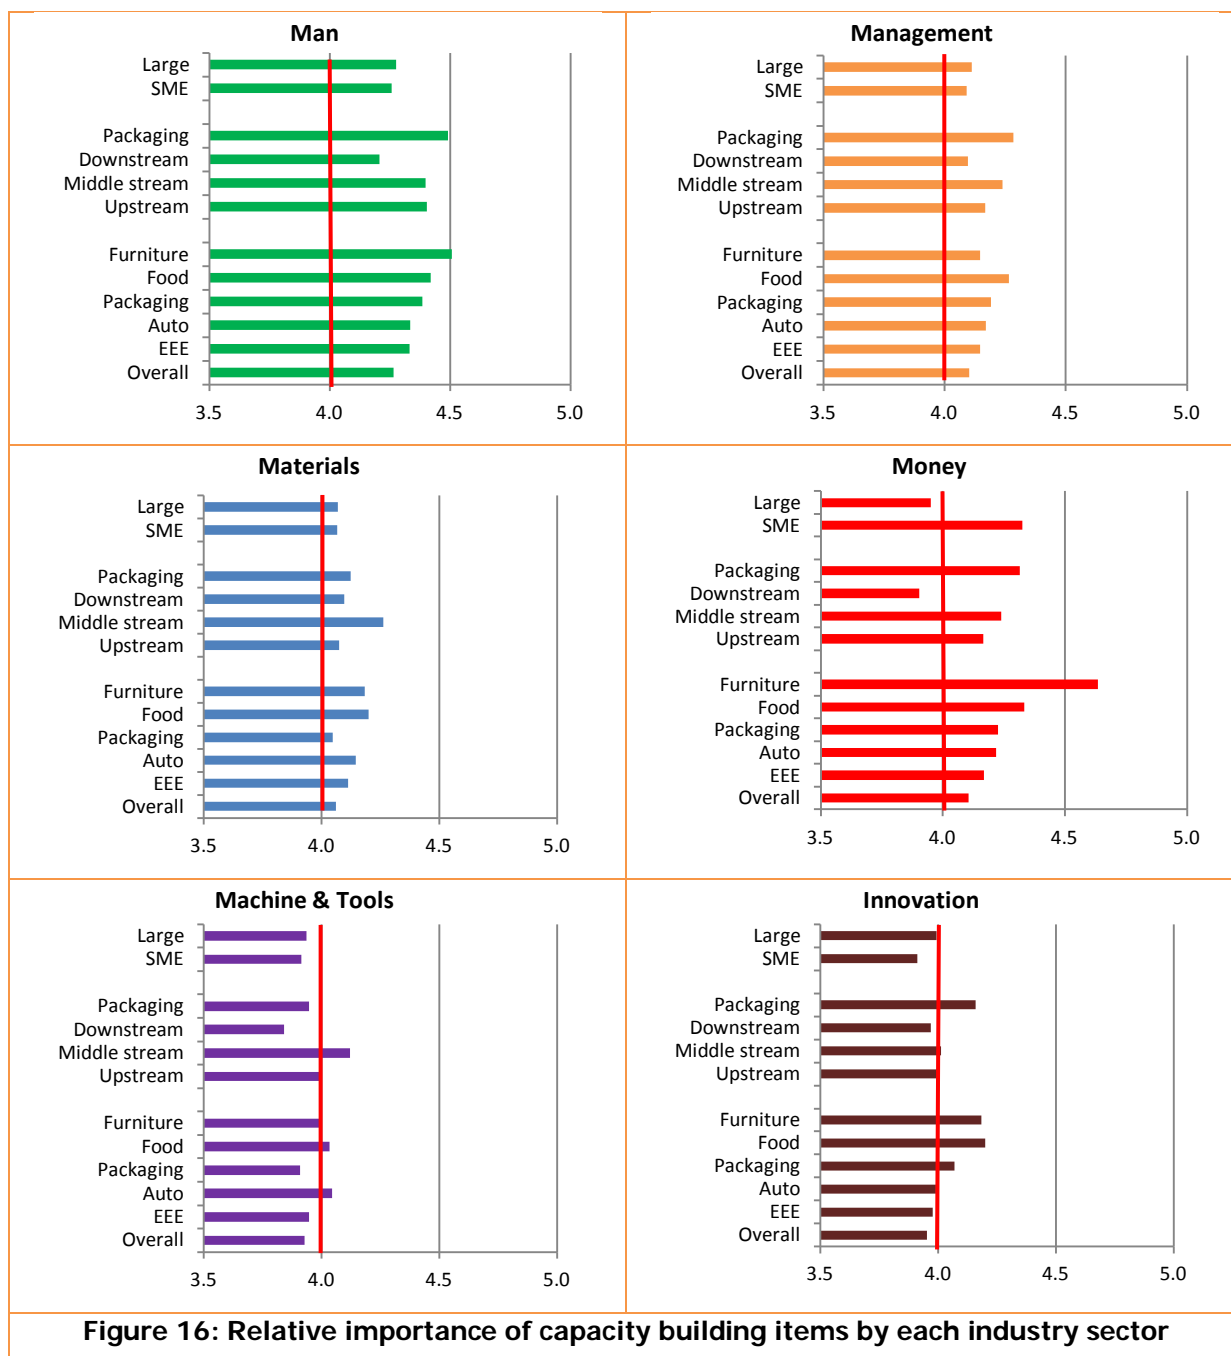 Man
Large
SME
Packaging
Downstream
Middle stream
Upstream
Furniture
Food
Packaging
Auto
EEE
Overall
3.5 4.0 4.5 5.0
Management
Large
SME
Packaging
Downstream
Middle stream
Upstream
Furniture
Food
Packaging
Auto
EEE
Overall
3.5 4.0 4.5 5.0
Materials
Large
SME
Packaging
Downstream
Middle stream
Upstream
Furniture
Food
Packaging
Auto
EEE
Overall
3.5 4.0 4.5 5.0
Money
Large
SME
Packaging
Downstream
Middle stream
Upstream
Furniture
Food
Packaging
Auto
EEE
Overall
3.5 4.0 4.5 5.0
Machine & Tools
Large
SME
Packaging
Downstream
Middle stream
Upstream
Furniture
Food
Packaging
Auto
EEE
Overall
3.5 4.0 4.5 5.0
Innovation
Large
SME
Packaging
Downstream
Middle stream
Upstream
Furniture
Food
Packaging
Auto
EEE
Overall
3.5 4.0 4.5 5.0
Figure 16: Relative importance of capacity building items by each industry sector